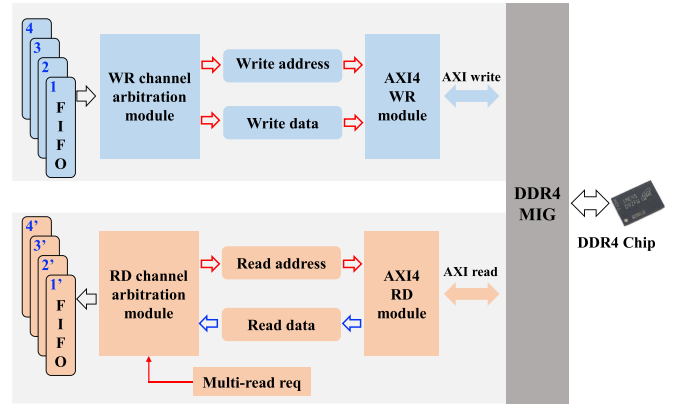 4
3
2
1
F
I
F
O
WR channel
arbitration
module
Write address
Write data
AXI4
WR
module
AXI write
DDR4
MIG
DDR4 Chip
4’
3’
2’
1’
F
I
F
O
RD channel
arbitration
module
Read address
Read data
AXI4
RD
module
AXI read
Multi-read req